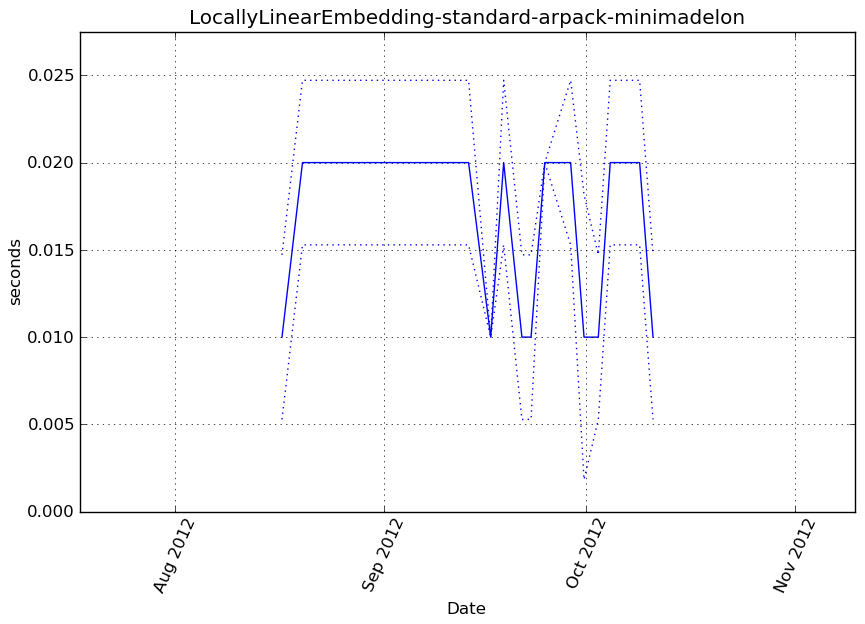 LocallyLinearEmbedding-standard-arpack-minimadelon
0.025
0.020
0.015
0.010
0.005
0.000
seconds
Aug 2012
Sep 2012
Oct 2012
Nov 2012
Date